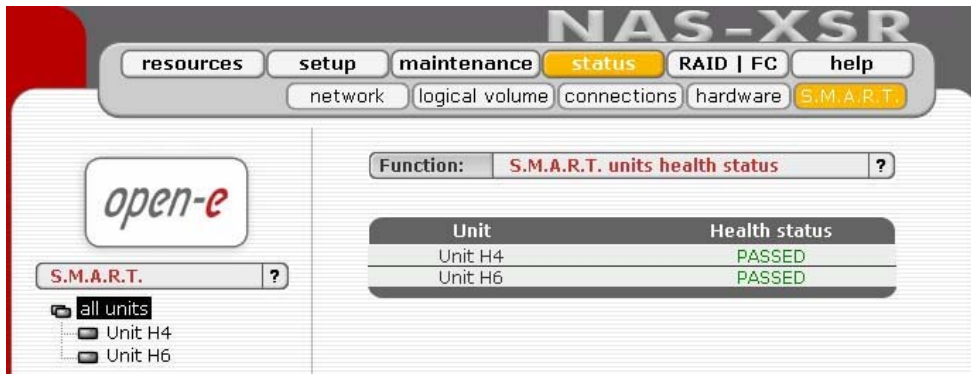 NAS-XSR
resources setup maintenance status RAID | FC help
network logical volume connections hardware S.M.A.R.T.
open-e
S.M.A.R.T. ?
all units
Unit H4
Unit H6
Function: S.M.A.R.T. units health status ?
Unit Health status
Unit H4 PASSED
Unit H6 PASSED